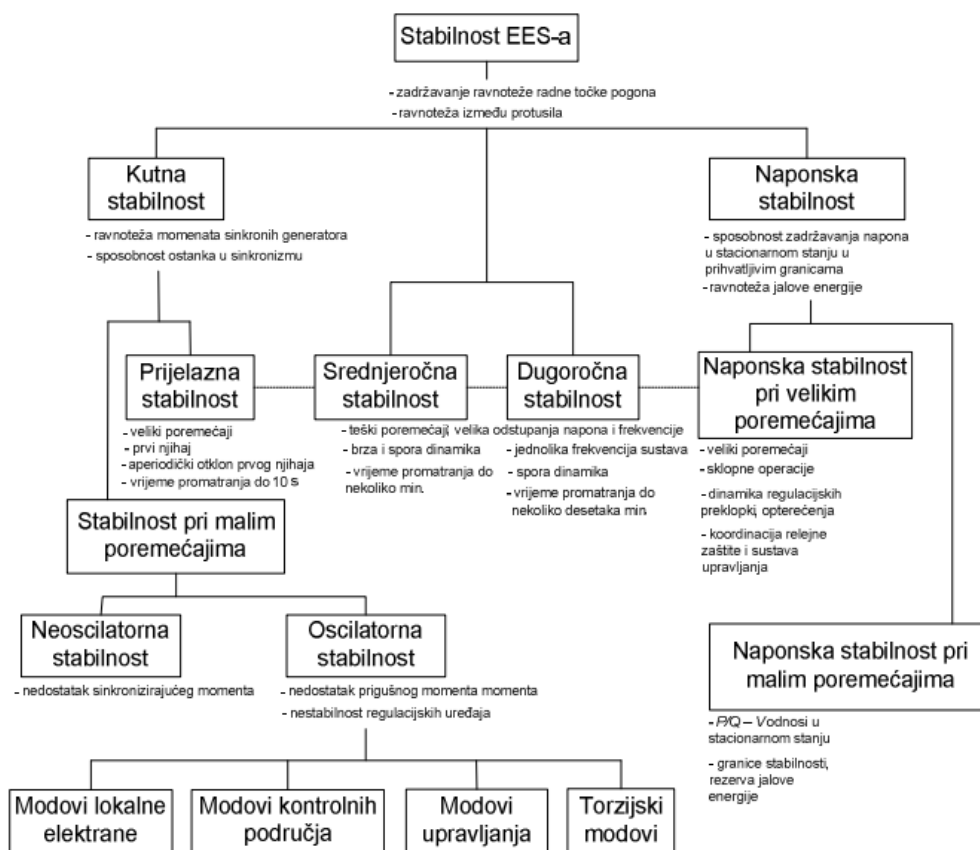 Stabilnost EES-a
- zadržavanje ravnoteže radne točke pogona
- ravnoteža između protusila
Kutna
stabilnost
- ravnoteža momenata sinkronih generatora
- sposobnost ostanka u sinkronizmu
Naponska
stabilnost
- sposobnost zadržavanja napona
u stacionarnom stanju u
prihvatljivim granicama
- ravnoteža jalove energije
Prijelazna
stabilnost
- veliki poremećaji
- prvi njihaj
- aperiodički otklon prvog njihaja
- vrijeme promatranja do 10 s
Srednjeročna
stabilnost
Dugoročna
stabilnost
- teški poremećaji; velika odstupanja napona i frekvencije
- brza i spora dinamika
- vrijeme promatranja do
nekoliko min.
- jednolika frekvencija sustava
- spora dinamika
- vrijeme promatranja do
nekoliko desetaka min.
Naponska stabilnost
pri velikim
poremećajima
- veliki poremećaji
- sklopne operacije
- dinamika regulacijskih
preklopki, opterećenja
- koordinacija relejne
zaštite i sustava
upravljanja
Stabilnost pri malim
poremećajima
Neoscilatorna
stabilnost
- nedostatak sinkronizirajućeg momenta
Oscilatorna
stabilnost
- nedostatak prigušnog momenta momenta
- nestabilnost regulacijskih uređaja
Naponska stabilnost pri
malim poremećajima
- P/Q – V odnosi u
stacionarnom stanju
- granice stabilnosti,
rezerva jalove
energije
Modovi lokalne
elektrane
Modovi kontrolnih
područja
Modovi
upravljanja
Torzijski
modovi